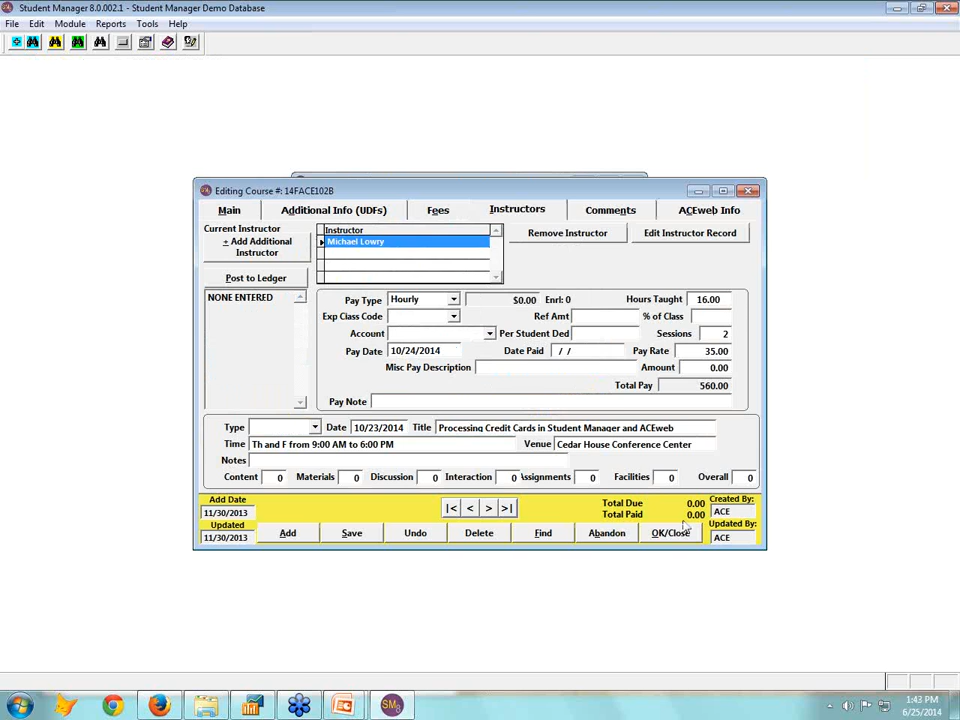 Student Manager 8.0.002.1 - Student Manager Demo Database
File Edit Module Reports Tools Help
Editing Course #: 14FACE102B
Main Additional Info (UDFs) Fees Instructors Comments ACEweb Info
Current Instructor
+ Add Additional Instructor
Instructor
Michael Lowry
Remove Instructor Edit Instructor Record
Post to Ledger
NONE ENTERED
Pay Type Hourly $0.00 Enrl: 0 Hours Taught 16.00
Exp Class Code Ref Amt % of Class
Account Per Student Ded Sessions 2
Pay Date 10/24/2014 Date Paid / / Pay Rate 35.00
Misc Pay Description Amount 0.00
Total Pay 560.00
Pay Note
Type Date 10/23/2014 Title Processing Credit Cards in Student Manager and ACEweb
Time Th and F from 9:00 AM to 6:00 PM Venue Cedar House Conference Center
Notes
Content 0 Materials 0 Discussion 0 Interaction 0 Assignments 0 Facilities 0 Overall 0
Add Date
11/30/2013
|< < > >|
Total Due 0.00
Total Paid 0.00
Created By:
ACE
Updated
11/30/2013
Add Save Undo Delete Find Abandon OK/Close
Updated By:
ACE
SM8
1:43 PM
6/25/2014